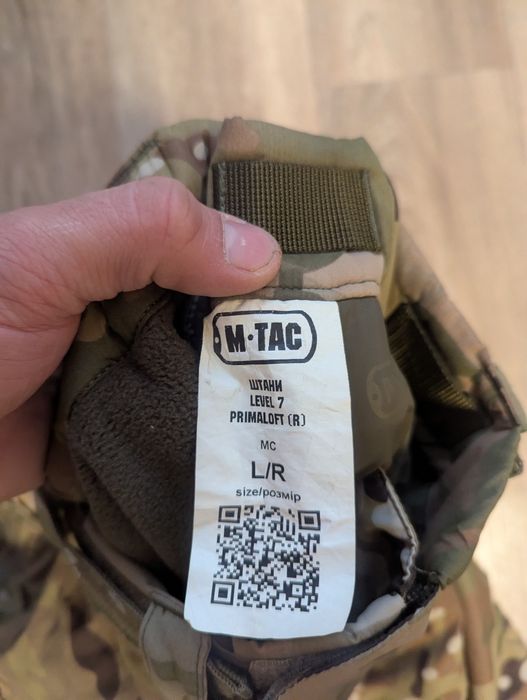 M·TAC
ШТАНИ
LEVEL 7
PRIMALOFT (R)
MC
L/R
size/розмір